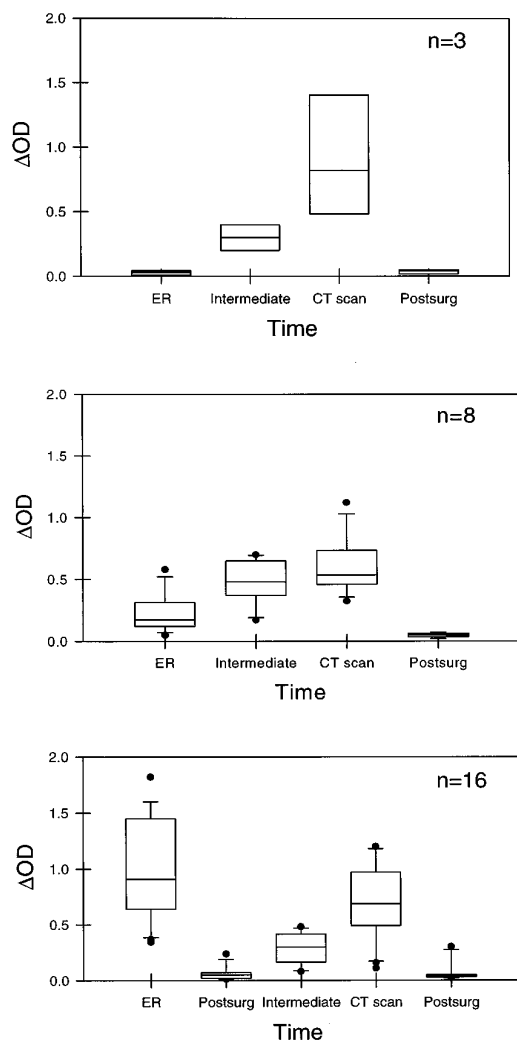 2.0
n=3
1.5
ΔOD
1.0
0.5
0.0
ER Intermediate CT scan Postsurg
Time
2.0
n=8
1.5
ΔOD
1.0
0.5
0.0
ER Intermediate CT scan Postsurg
Time
2.0
n=16
1.5
ΔOD
1.0
0.5
0.0
ER Postsurg Intermediate CT scan Postsurg
Time